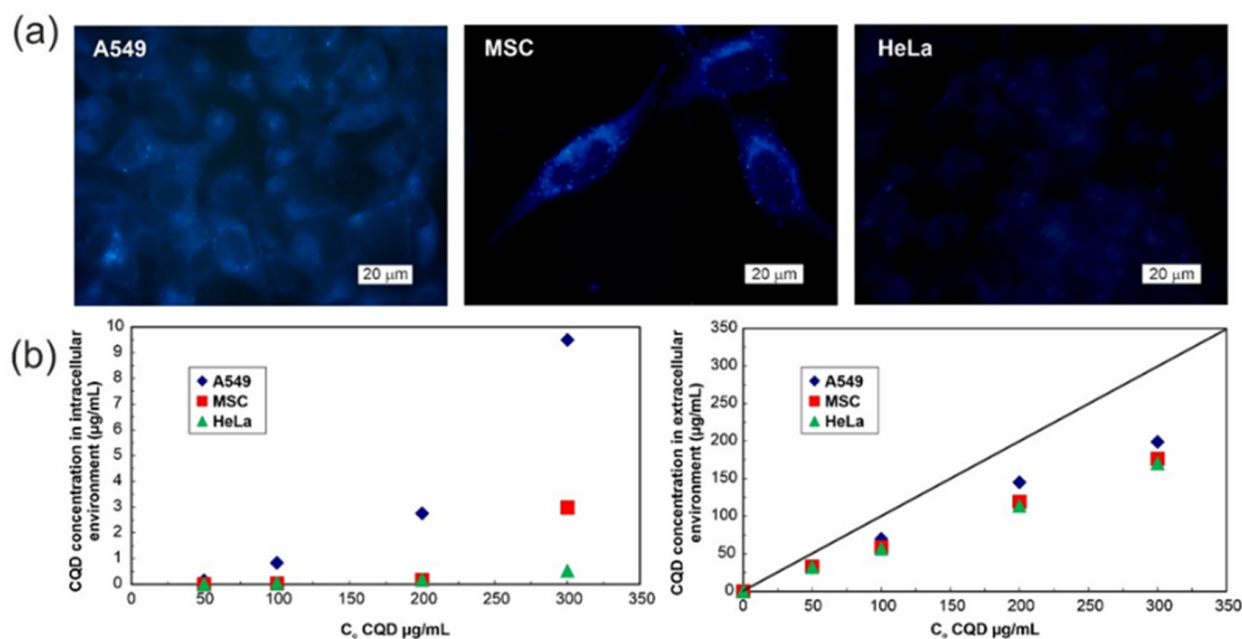 (a)
A549
MSC
HeLa
20 μm
20 μm
20 μm
(b)
CQD concentration in intracellular
environment (μg/mL)
10
9
8
7
6
5
4
3
2
1
0
A549
MSC
HeLa
0 50 100 150 200 250 300 350
C₀ CQD μg/mL
CQD concentration in extracellular
environment (μg/mL)
350
300
250
200
150
100
50
0
A549
MSC
HeLa
0 50 100 150 200 250 300 350
C₀ CQD μg/mL